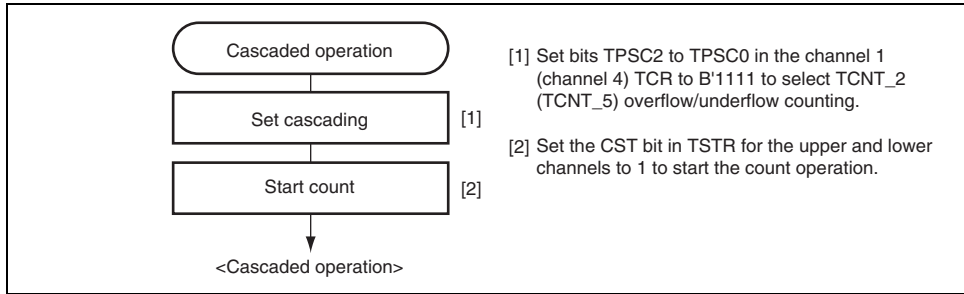 Cascaded operation
Set cascading
[1]
Start count
[2]
<Cascaded operation>
[1] Set bits TPSC2 to TPSC0 in the channel 1
(channel 4) TCR to B'1111 to select TCNT_2
(TCNT_5) overflow/underflow counting.
[2] Set the CST bit in TSTR for the upper and lower
channels to 1 to start the count operation.